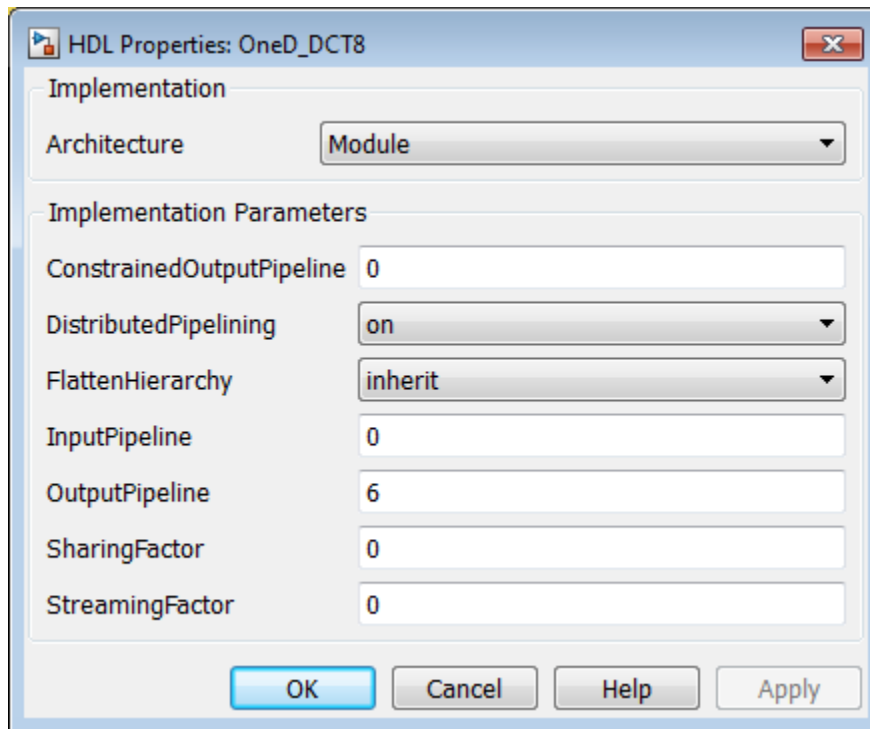 HDL Properties: OneD_DCT8
Implementation
Architecture Module
Implementation Parameters
ConstrainedOutputPipeline 0
DistributedPipelining on
FlattenHierarchy inherit
InputPipeline 0
OutputPipeline 6
SharingFactor 0
StreamingFactor 0
OK Cancel Help Apply